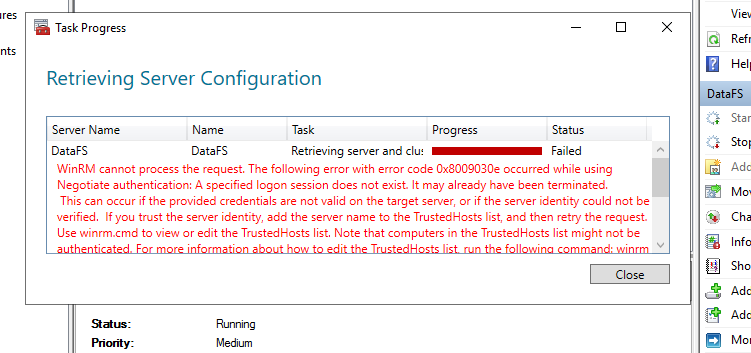 ures
nts
Task Progress
Retrieving Server Configuration
Server Name Name Task Progress Status
DataFS DataFS Retrieving server and clus Failed
WinRM cannot process the request. The following error with error code 0x8009030e occurred while using
Negotiate authentication: A specified logon session does not exist. It may already have been terminated.
This can occur if the provided credentials are not valid on the target server, or if the server identity could not be
verified. If you trust the server identity, add the server name to the TrustedHosts list, and then retry the request.
Use winrm.cmd to view or edit the TrustedHosts list. Note that computers in the TrustedHosts list might not be
authenticated. For more information about how to edit the TrustedHosts list, run the following command: winrm
Close
Status: Running
Priority: Medium
Dele
Refr
Help
DataFS
Star
Stop
Add
Mov
Cha
Info
Sho
Add
Add
Mor